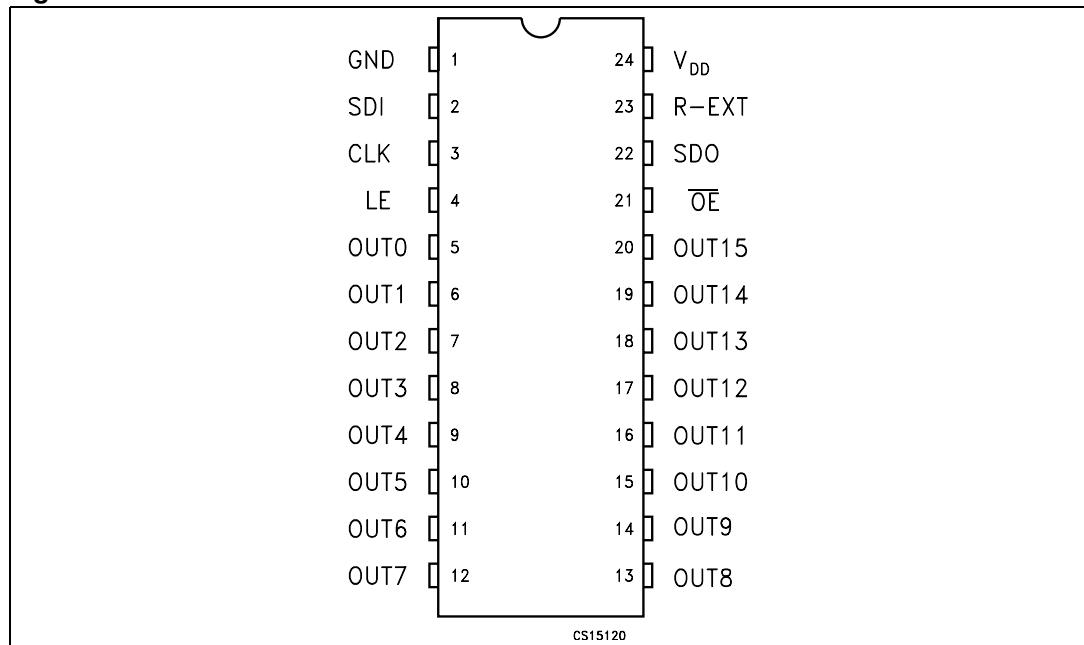 GND 1 24 VDD
SDI 2 23 R-EXT
CLK 3 22 SDO
LE 4 21 OE
OUT0 5 20 OUT15
OUT1 6 19 OUT14
OUT2 7 18 OUT13
OUT3 8 17 OUT12
OUT4 9 16 OUT11
OUT5 10 15 OUT10
OUT6 11 14 OUT9
OUT7 12 13 OUT8
CS15120